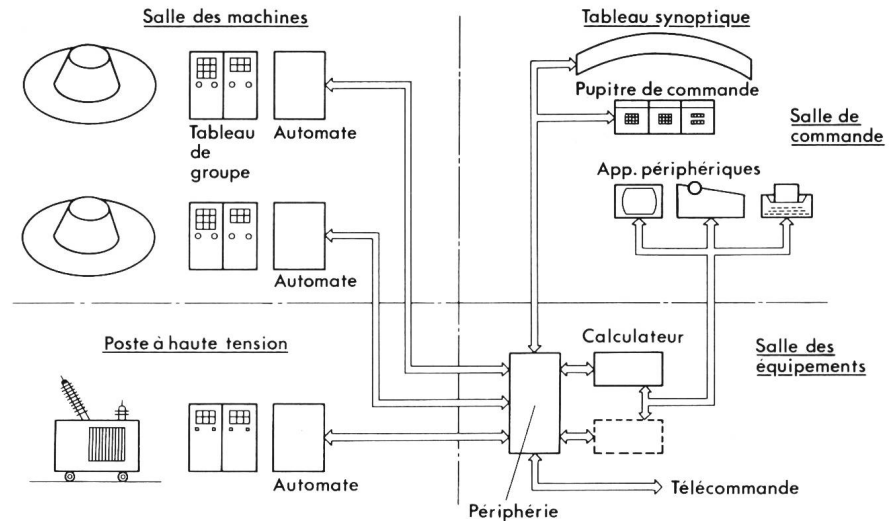 Salle des machines
Tableau
de
groupe
Automate
Automate
Tableau synoptique
Pupitre de commande
Salle de
commande
App. périphériques
Poste à haute tension
Automate
Calculateur
Salle des
équipements
Télécommande
Périphérie